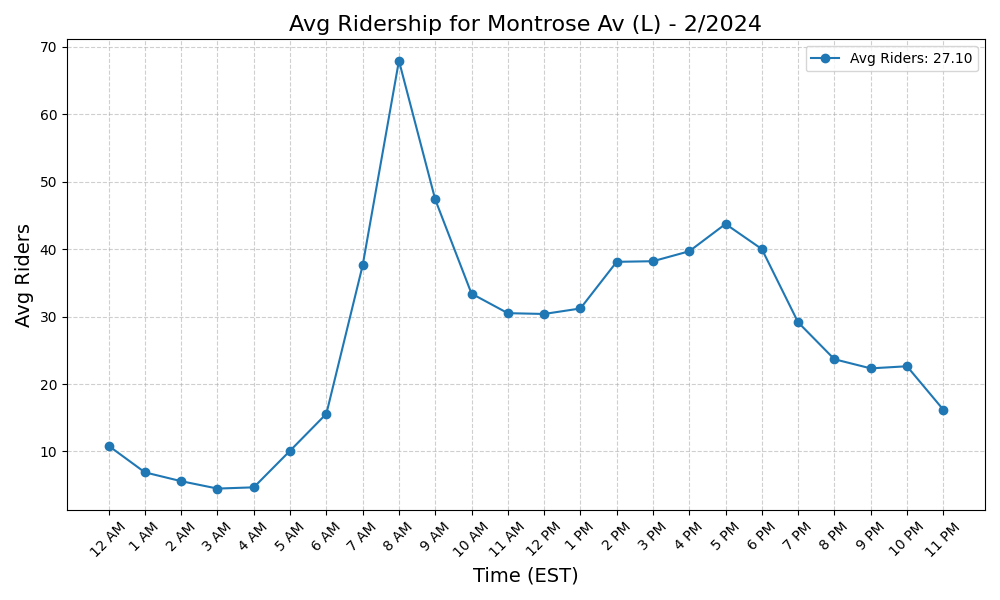 Avg Ridership for Montrose Av (L) - 2/2024
Avg Riders: 27.10
Avg Riders
70
60
50
40
30
20
10
12 AM
1 AM
2 AM
3 AM
4 AM
5 AM
6 AM
7 AM
8 AM
9 AM
10 AM
11 AM
12 PM
1 PM
2 PM
3 PM
4 PM
5 PM
6 PM
7 PM
8 PM
9 PM
10 PM
11 PM
Time (EST)